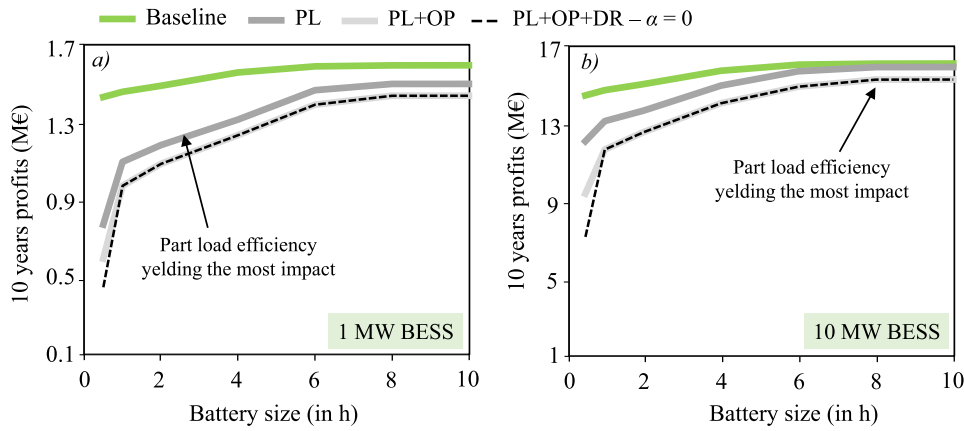 Baseline PL PL+OP PL+OP+DR – α = 0
a)
10 years profits (M€)
1.7
1.3
0.9
0.5
0.1
Part load efficiency
yelding the most impact
1 MW BESS
0 2 4 6 8 10
Battery size (in h)
b)
10 years profits (M€)
17
13
9
5
1
Part load efficiency
yelding the most impact
10 MW BESS
0 2 4 6 8 10
Battery size (in h)